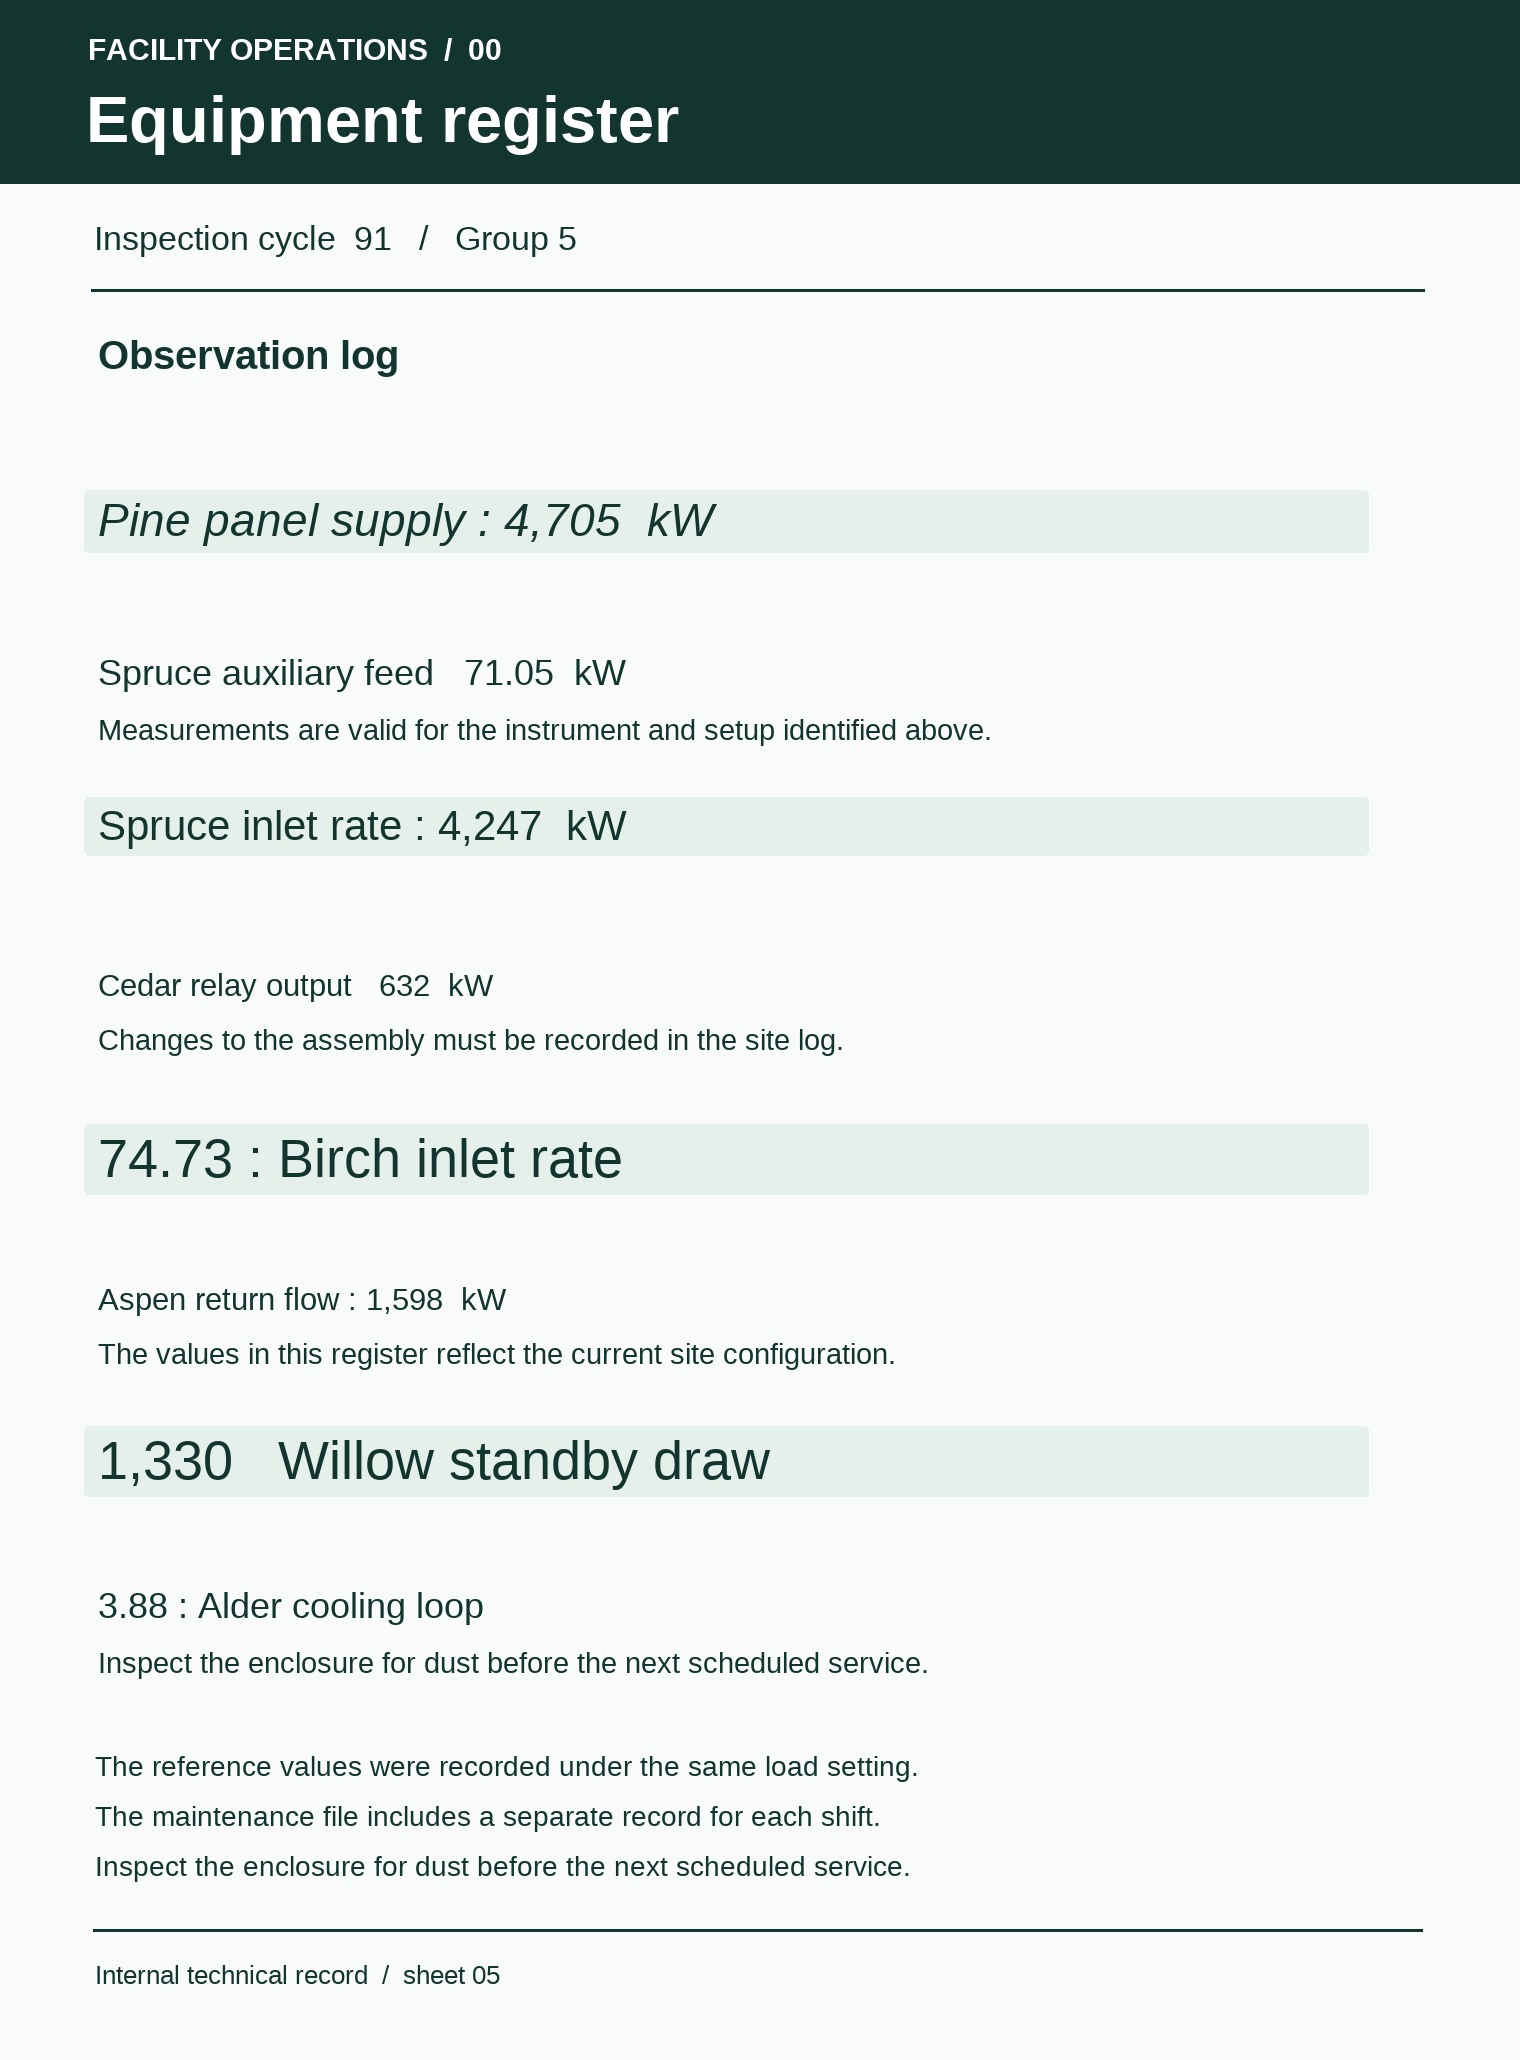 FACILITY OPERATIONS / 00
Equipment register
Inspection cycle 91 / Group 5
Observation log
Pine panel supply : 4,705 kW
Spruce auxiliary feed 71.05 kW
Measurements are valid for the instrument and setup identified above.
Spruce inlet rate : 4,247 kW
Cedar relay output 632 kW
Changes to the assembly must be recorded in the site log.
74.73 : Birch inlet rate
Aspen return flow : 1,598 kW
The values in this register reflect the current site configuration.
1,330 Willow standby draw
3.88 : Alder cooling loop
Inspect the enclosure for dust before the next scheduled service.
The reference values were recorded under the same load setting.
The maintenance file includes a separate record for each shift.
Inspect the enclosure for dust before the next scheduled service.
Internal technical record / sheet 05